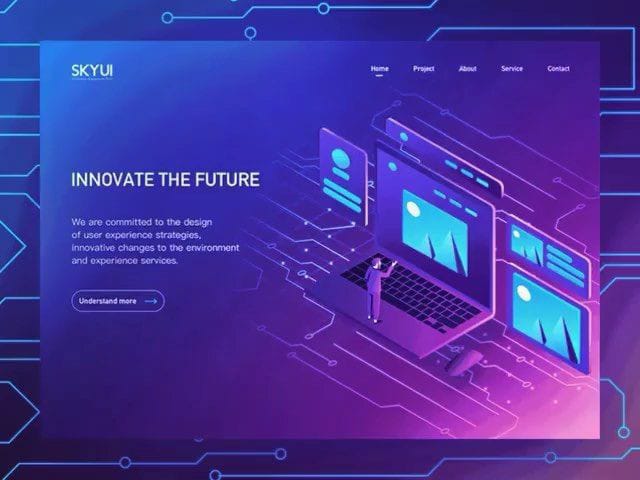 SKYUI
Home Project About Service Contact
INNOVATE THE FUTURE
We are committed to the design
of user experience strategies,
innovative changes to the environment
and experience services.
Understand more